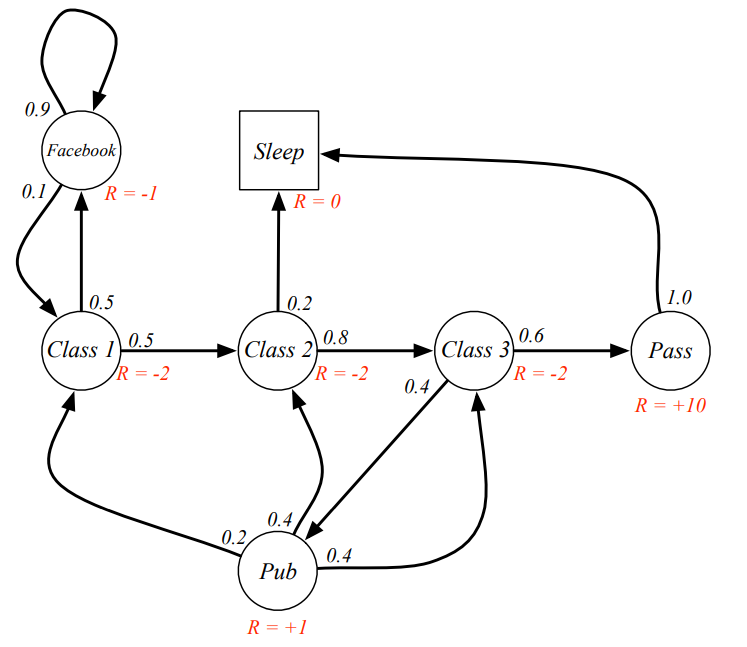 0.9
Facebook
Sleep
0.1
R = -1
R = 0
0.5
0.2
1.0
Class 1
0.5
Class 2
0.8
Class 3
0.6
Pass
R = -2
R = -2
R = -2
0.4
R = +10
0.2
0.4
0.4
Pub
R = +1